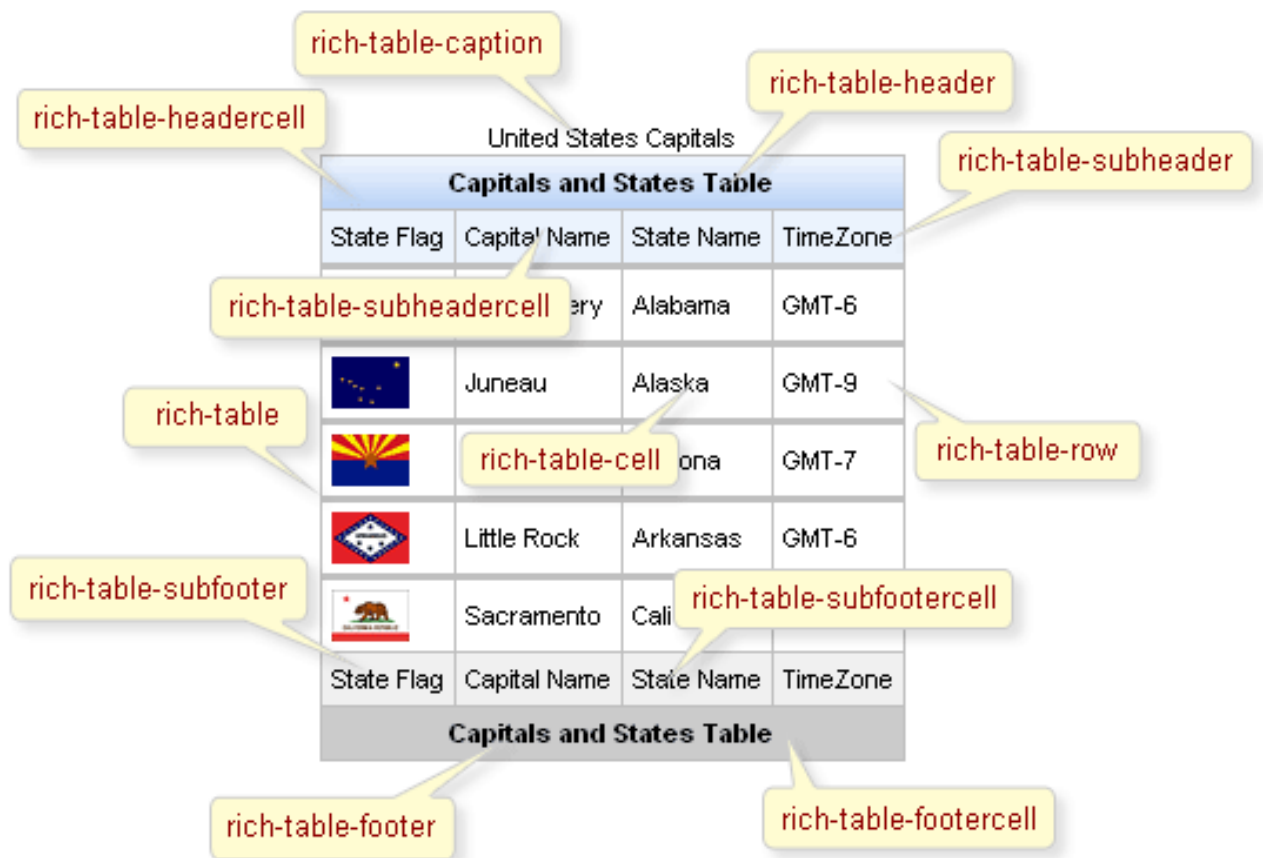 rich-table-caption
rich-table-header
rich-table-headercell
United States Capitals
rich-table-subheader
Capitals and States Table
State Flag Capital Name State Name TimeZone
rich-table-subheadercell
ery Alabama GMT-6
Juneau Alaska GMT-9
rich-table
rich-table-cell
ona GMT-7
rich-table-row
Little Rock Arkansas GMT-6
rich-table-subfooter
rich-table-subfootercell
Sacramento Cali
State Flag Capital Name State Name TimeZone
Capitals and States Table
rich-table-footer
rich-table-footercell